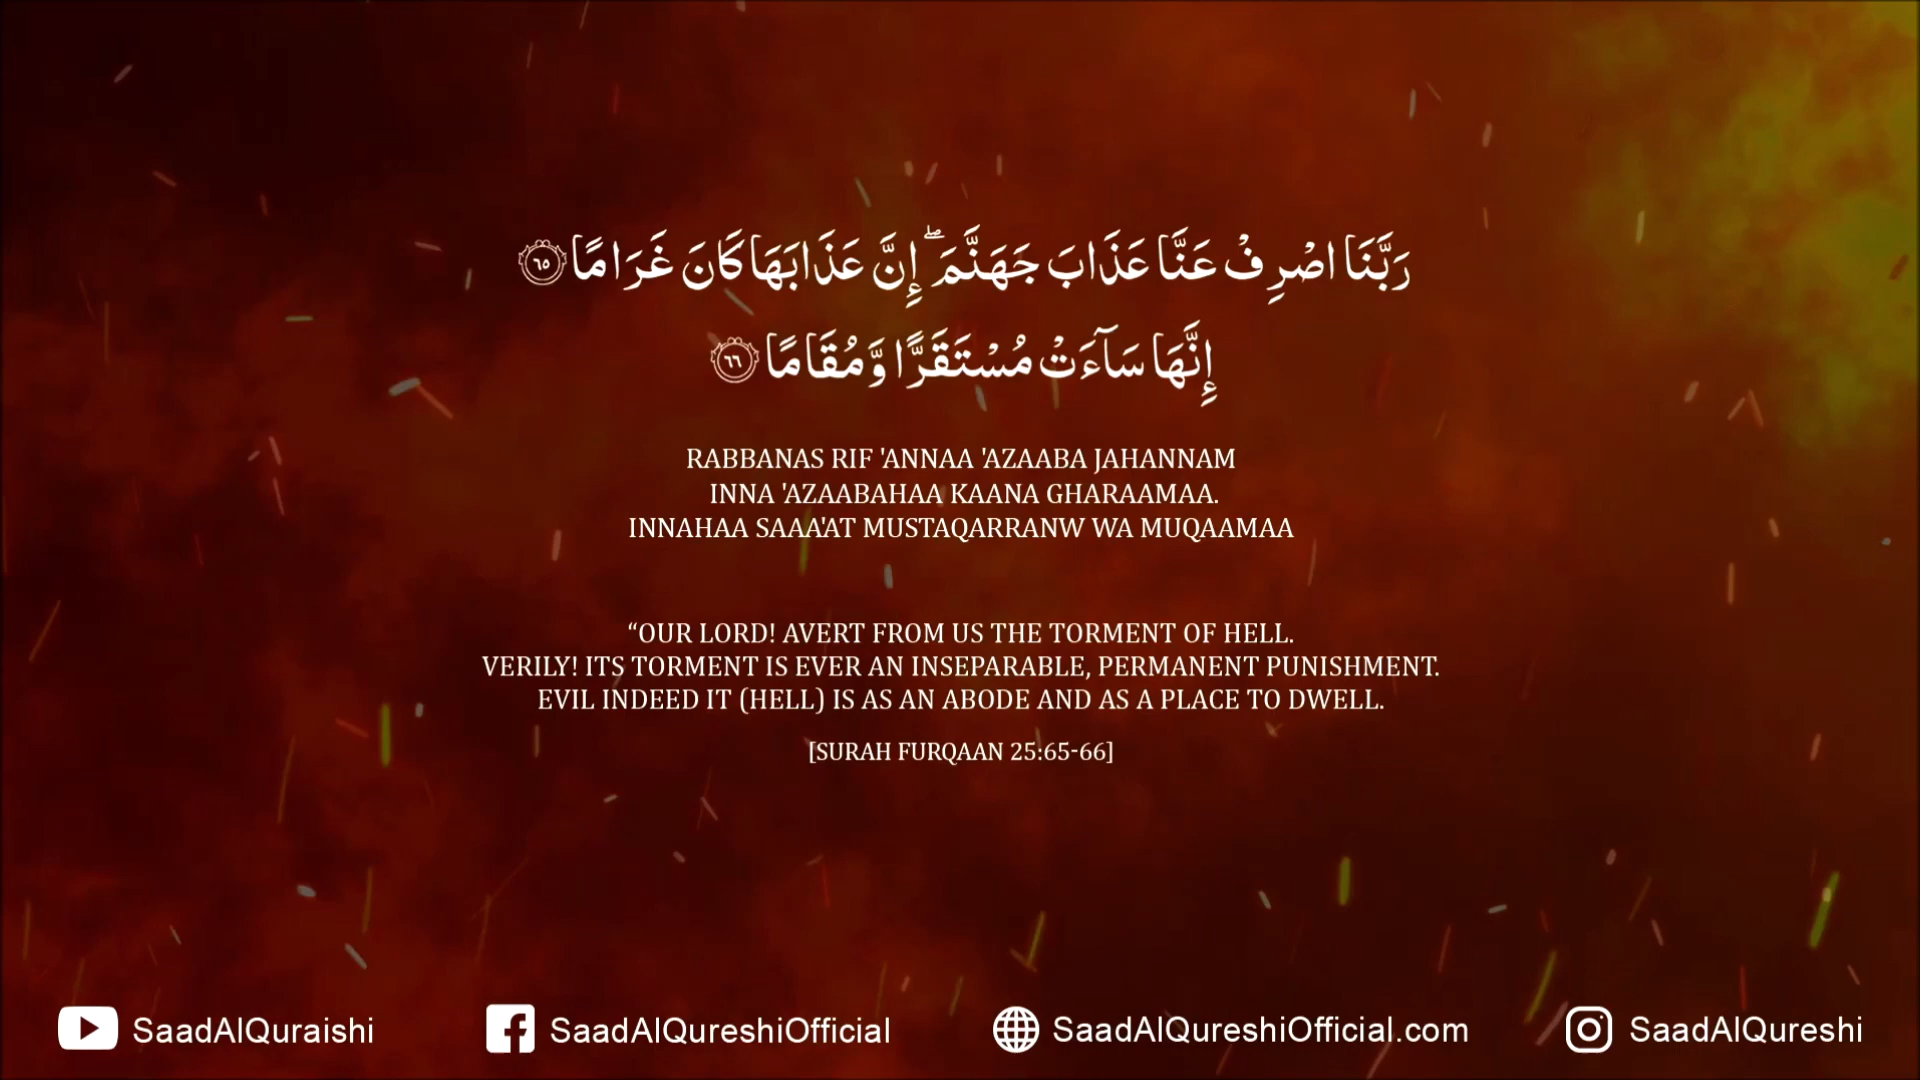 رَبَّنَا اصْرِفْ عَنَّا عَذَابَ جَهَنَّمَ ۖ إِنَّ عَذَابَهَا كَانَ غَرَامًا ٦٥
إِنَّهَا سَآءَتْ مُسْتَقَرًّا وَّمُقَامًا ٦٦
RABBANAS RIF 'ANNAA 'AZAABA JAHANNAM
INNA 'AZAABAHAA KAANA GHARAAMAA.
INNAHAA SAAA'AT MUSTAQARRANW WA MUQAAMAA
“OUR LORD! AVERT FROM US THE TORMENT OF HELL.
VERILY! ITS TORMENT IS EVER AN INSEPARABLE, PERMANENT PUNISHMENT.
EVIL INDEED IT (HELL) IS AS AN ABODE AND AS A PLACE TO DWELL.
[SURAH FURQAAN 25:65-66]
SaadAlQuraishi
SaadAlQureshiOfficial
SaadAlQureshiOfficial.com
SaadAlQureshi